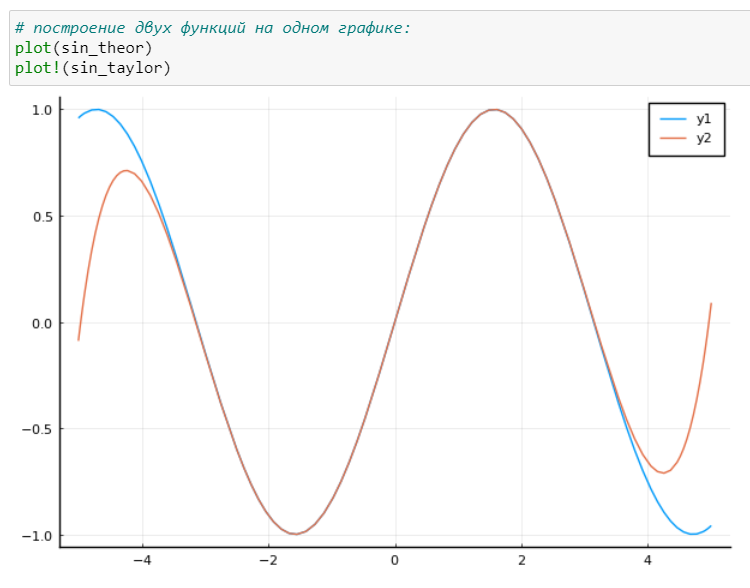 # построение двух функций на одном графике:
plot(sin_theor)
plot!(sin_taylor)
1.0
0.5
0.0
−0.5
−1.0
y1
y2
−4 −2 0 2 4